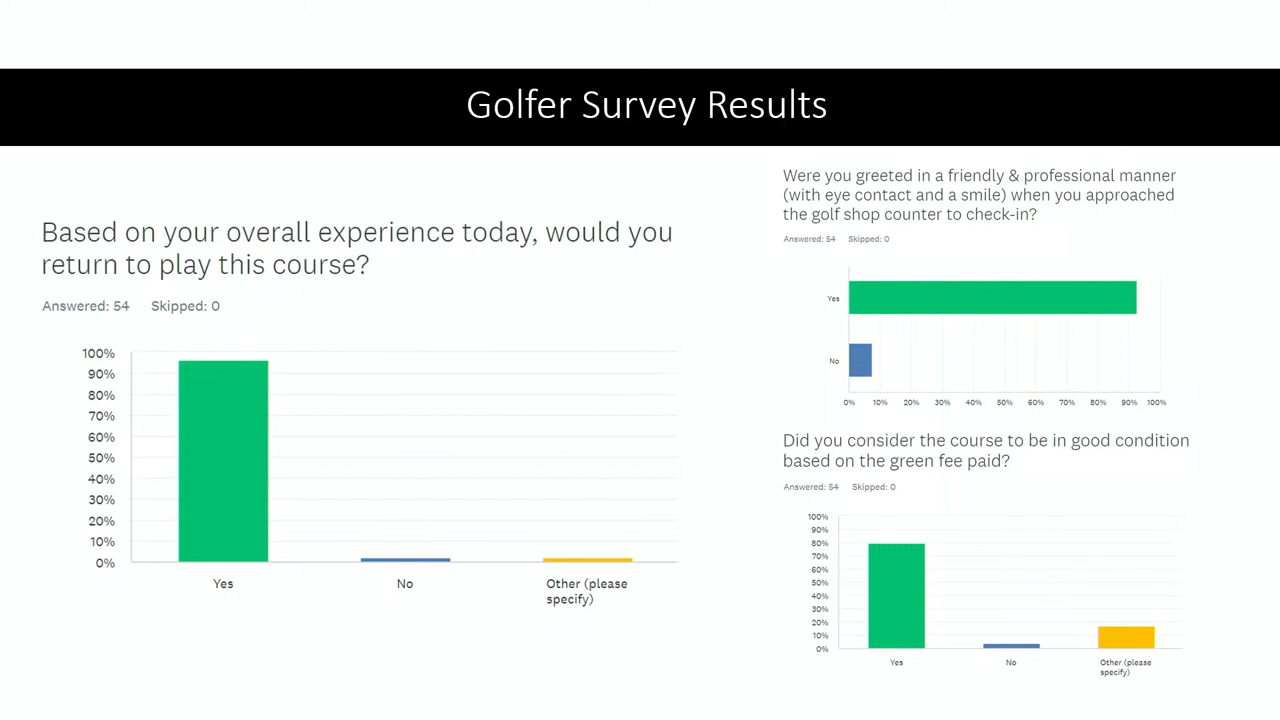 Golfer Survey Results
Based on your overall experience today, would you
return to play this course?
Answered: 54 Skipped: 0
100%
90%
80%
70%
60%
50%
40%
30%
20%
10%
0%
Yes No Other (please
specify)
Were you greeted in a friendly & professional manner
(with eye contact and a smile) when you approached
the golf shop counter to check-in?
Answered: 54 Skipped: 0
Yes
No
0% 10% 20% 30% 40% 50% 60% 70% 80% 90% 100%
Did you consider the course to be in good condition
based on the green fee paid?
Answered: 54 Skipped: 0
100%
90%
80%
70%
60%
50%
40%
30%
20%
10%
0%
Yes No Other (please
specify)